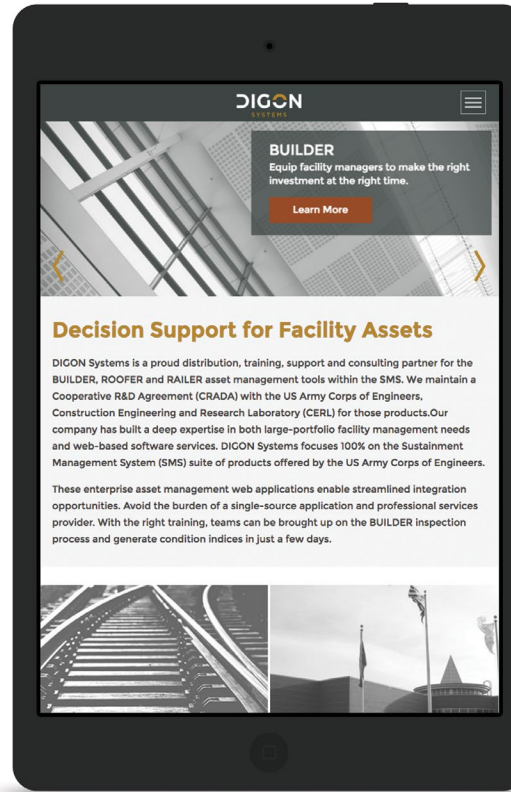 DIGON
SYSTEMS
BUILDER
Equip facility managers to make the right
investment at the right time.
Learn More
Decision Support for Facility Assets
DIGON Systems is a proud distribution, training, support and consulting partner for the
BUILDER, ROOFER and RAILER asset management tools within the SMS. We maintain a
Cooperative R&D Agreement (CRADA) with the US Army Corps of Engineers,
Construction Engineering and Research Laboratory (CERL) for those products.Our
company has built a deep expertise in both large-portfolio facility management needs
and web-based software services. DIGON Systems focuses 100% on the Sustainment
Management System (SMS) suite of products offered by the US Army Corps of Engineers.
These enterprise asset management web applications enable streamlined integration
opportunities. Avoid the burden of a single-source application and professional services
provider. With the right training, teams can be brought up on the BUILDER inspection
process and generate condition indices in just a few days.